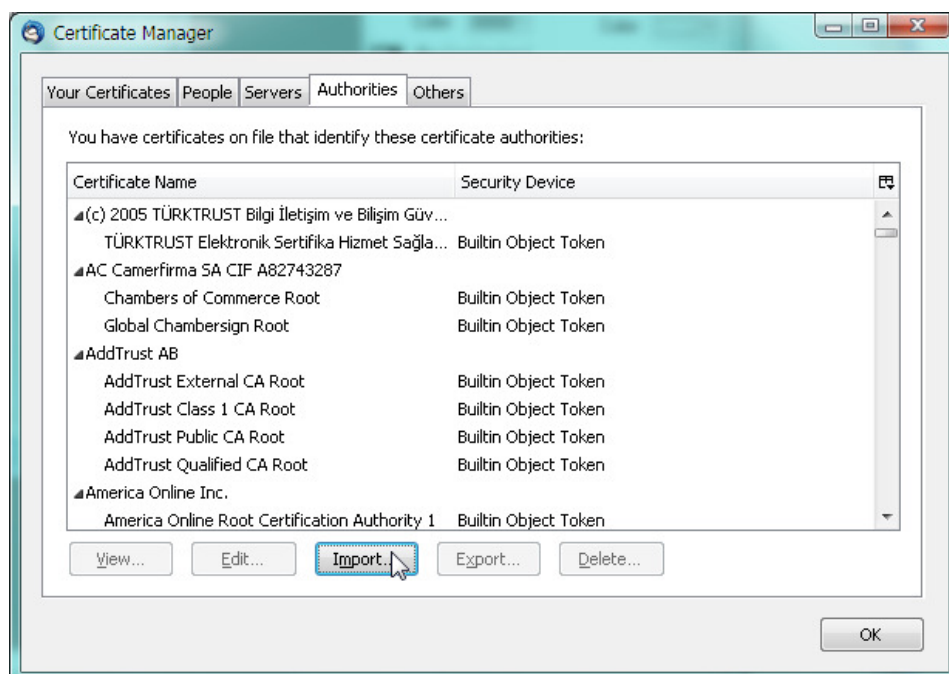 Certificate Manager
Your Certificates People Servers Authorities Others
You have certificates on file that identify these certificate authorities:
Certificate Name Security Device
(c) 2005 TÜRKTRUST Bilgi İletişim ve Bilişim Güv...
TÜRKTRUST Elektronik Sertifika Hizmet Sağla... Builtin Object Token
AC Camerfirma SA CIF A82743287
Chambers of Commerce Root Builtin Object Token
Global Chambersign Root Builtin Object Token
AddTrust AB
AddTrust External CA Root Builtin Object Token
AddTrust Class 1 CA Root Builtin Object Token
AddTrust Public CA Root Builtin Object Token
AddTrust Qualified CA Root Builtin Object Token
America Online Inc.
America Online Root Certification Authority 1 Builtin Object Token
View... Edit... Import... Export... Delete...
OK